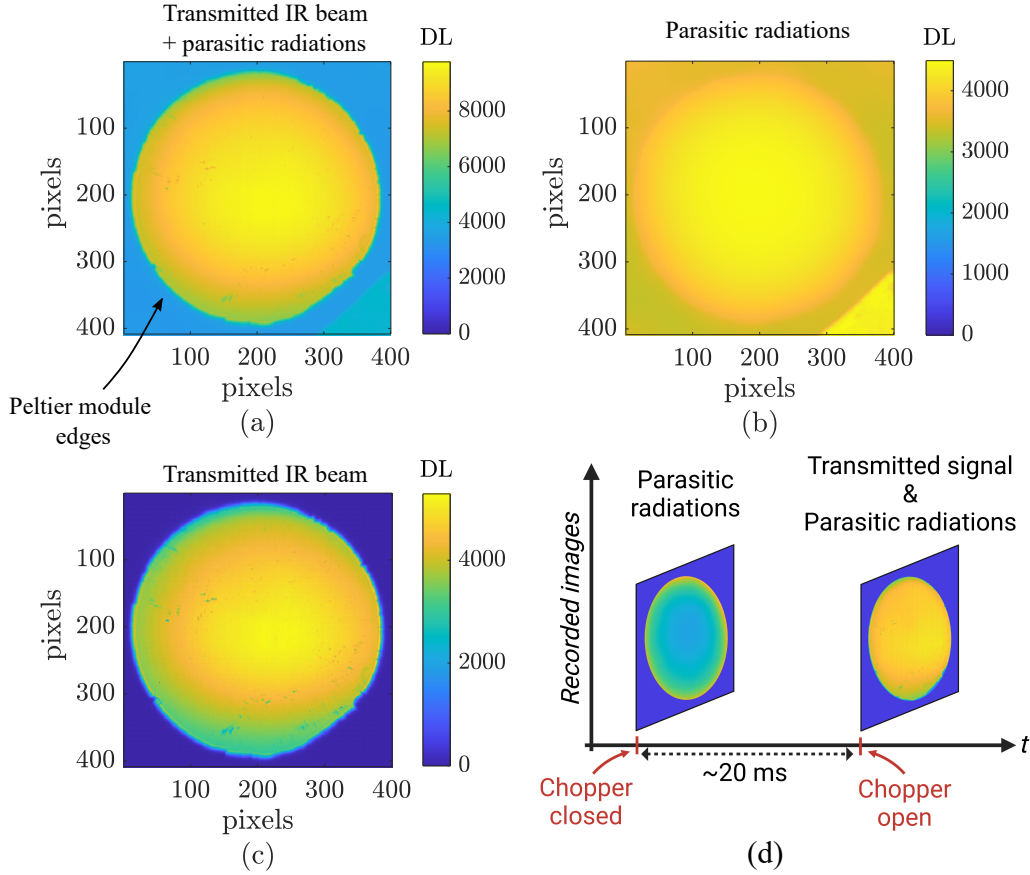 Transmitted IR beam
+ parasitic radiations
DL
8000
6000
4000
2000
0
100
200
300
400
pixels
100
200
300
400
pixels
Peltier module
edges
(a)
Parasitic radiations
DL
4000
3000
2000
1000
0
100
200
300
400
pixels
100
200
300
400
pixels
(b)
Transmitted IR beam
DL
4000
2000
0
100
200
300
400
pixels
100
200
300
400
pixels
(c)
Parasitic
radiations
Transmitted signal
&
Parasitic radiations
Recorded images
t
~20 ms
Chopper
closed
Chopper
open
(d)